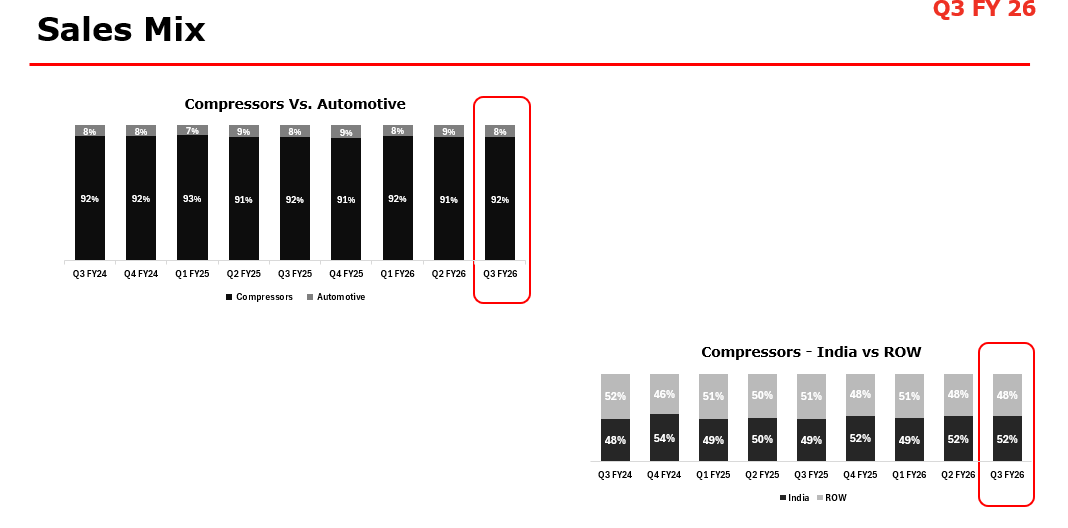 Q3 FY 26
Sales Mix
Compressors Vs. Automotive
8% 8% 7% 9% 8% 9% 8% 9% 8%
92% 92% 93% 91% 92% 91% 92% 91% 92%
Q3 FY24 Q4 FY24 Q1 FY25 Q2 FY25 Q3 FY25 Q4 FY25 Q1 FY26 Q2 FY26 Q3 FY26
Compressors Automotive
Compressors - India vs ROW
52% 46% 51% 50% 51% 48% 51% 48% 48%
48% 54% 49% 50% 49% 52% 49% 52% 52%
Q3 FY24 Q4 FY24 Q1 FY25 Q2 FY25 Q3 FY25 Q4 FY25 Q1 FY26 Q2 FY26 Q3 FY26
India ROW